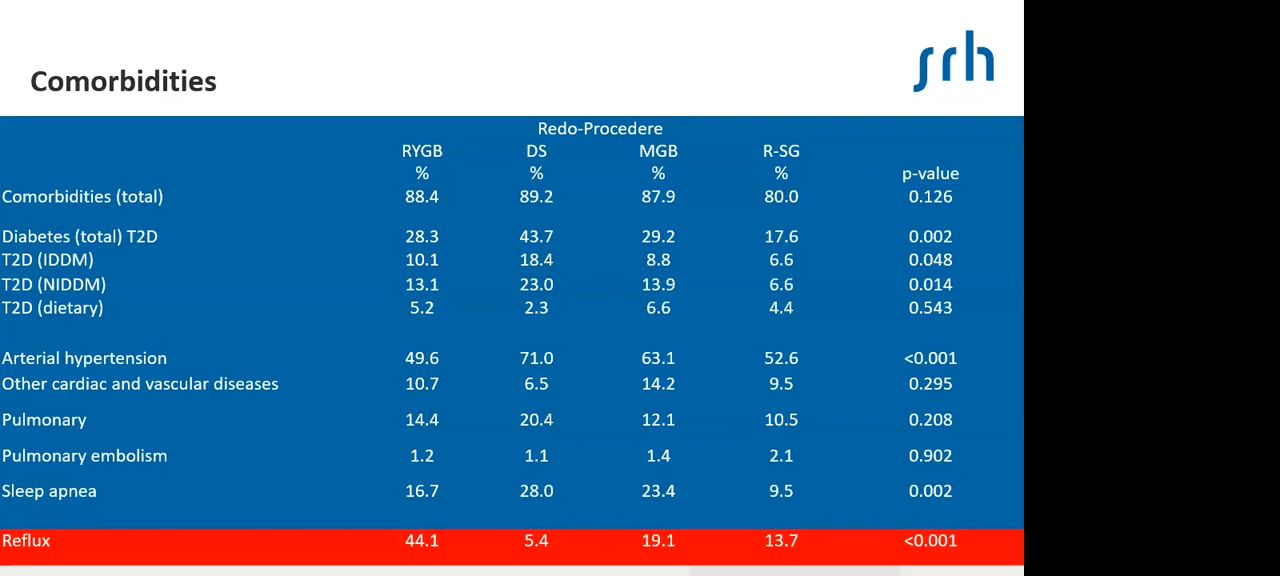 srh
Comorbidities
Redo-Procedere
RYGB DS MGB R-SG
% % % % p-value
Comorbidities (total) 88.4 89.2 87.9 80.0 0.126
Diabetes (total) T2D 28.3 43.7 29.2 17.6 0.002
T2D (IDDM) 10.1 18.4 8.8 6.6 0.048
T2D (NIDDM) 13.1 23.0 13.9 6.6 0.014
T2D (dietary) 5.2 2.3 6.6 4.4 0.543
Arterial hypertension 49.6 71.0 63.1 52.6 <0.001
Other cardiac and vascular diseases 10.7 6.5 14.2 9.5 0.295
Pulmonary 14.4 20.4 12.1 10.5 0.208
Pulmonary embolism 1.2 1.1 1.4 2.1 0.902
Sleep apnea 16.7 28.0 23.4 9.5 0.002
Reflux 44.1 5.4 19.1 13.7 <0.001